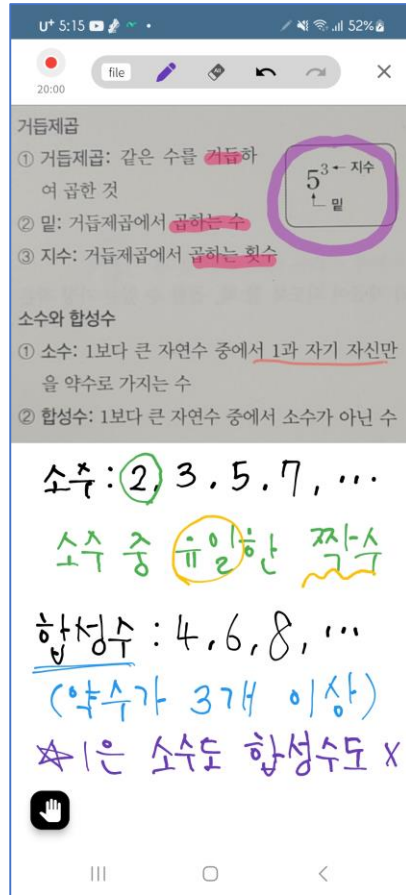 U+ 5:15
52%
20:00
file
All
거듭제곱
① 거듭제곱: 같은 수를 거듭하
여 곱한 것
5³ ← 지수
밑
② 밑: 거듭제곱에서 곱하는 수
③ 지수: 거듭제곱에서 곱하는 횟수
소수와 합성수
① 소수: 1보다 큰 자연수 중에서 1과 자기 자신만
을 약수로 가지는 수
② 합성수: 1보다 큰 자연수 중에서 소수가 아닌 수
소수 : 2, 3. 5. 7, ...
소수 중 유일한 짝수
합성수 : 4, 6, 8, ...
(약수가 3개 이상)
☆1은 소수도 합성수도 x